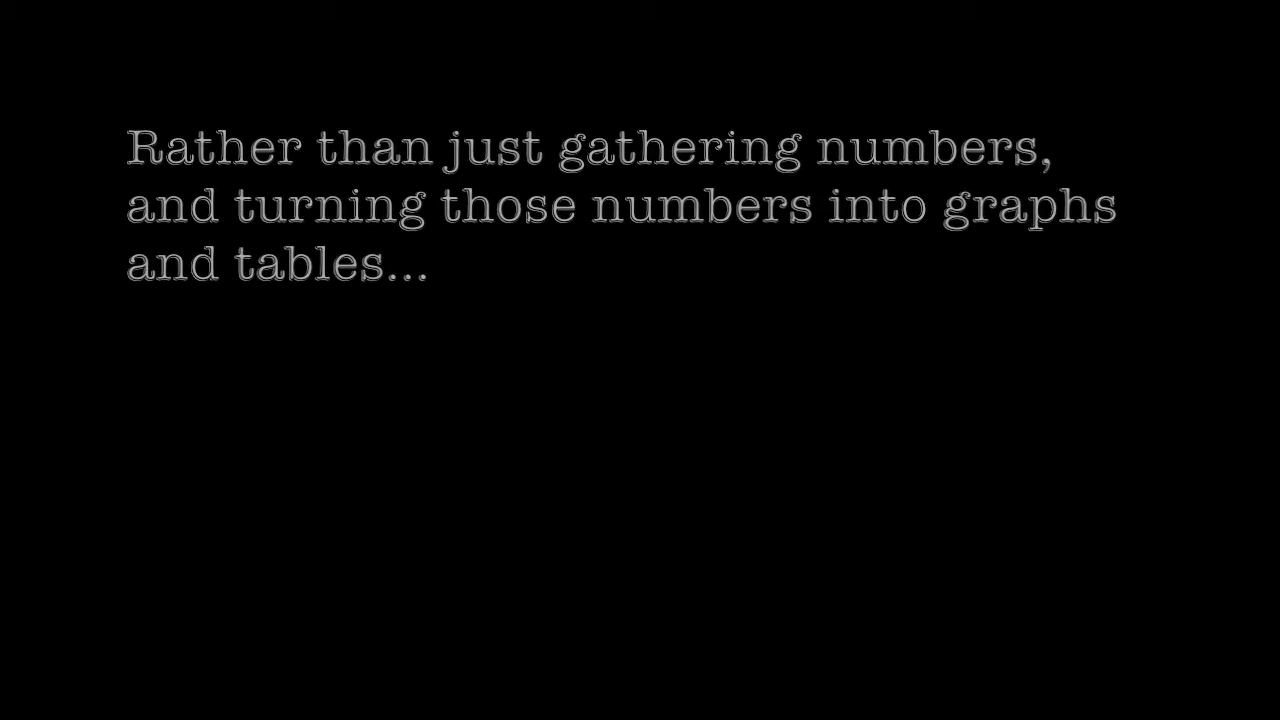 Rather than just gathering numbers,
and turning those numbers into graphs
and tables...